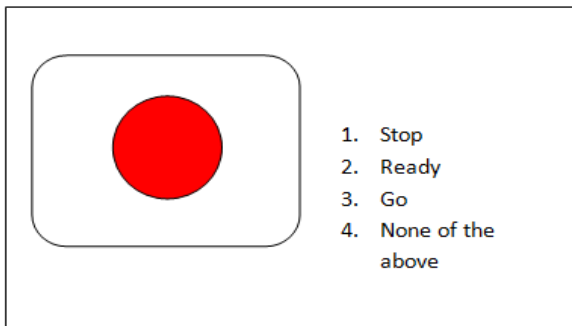 1. Stop
2. Ready
3. Go
4. None of the
above